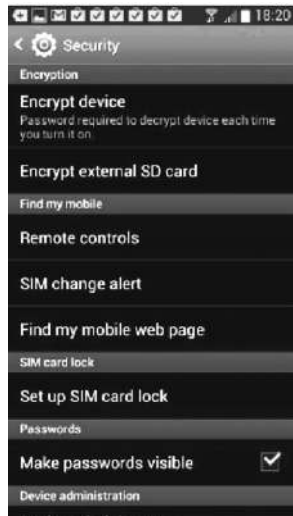 18:20
Security
Encryption
Encrypt device
Password required to decrypt device each time
you turn it on
Encrypt external SD card
Find my mobile
Remote controls
SIM change alert
Find my mobile web page
SIM card lock
Set up SIM card lock
Passwords
Make passwords visible
Device administration